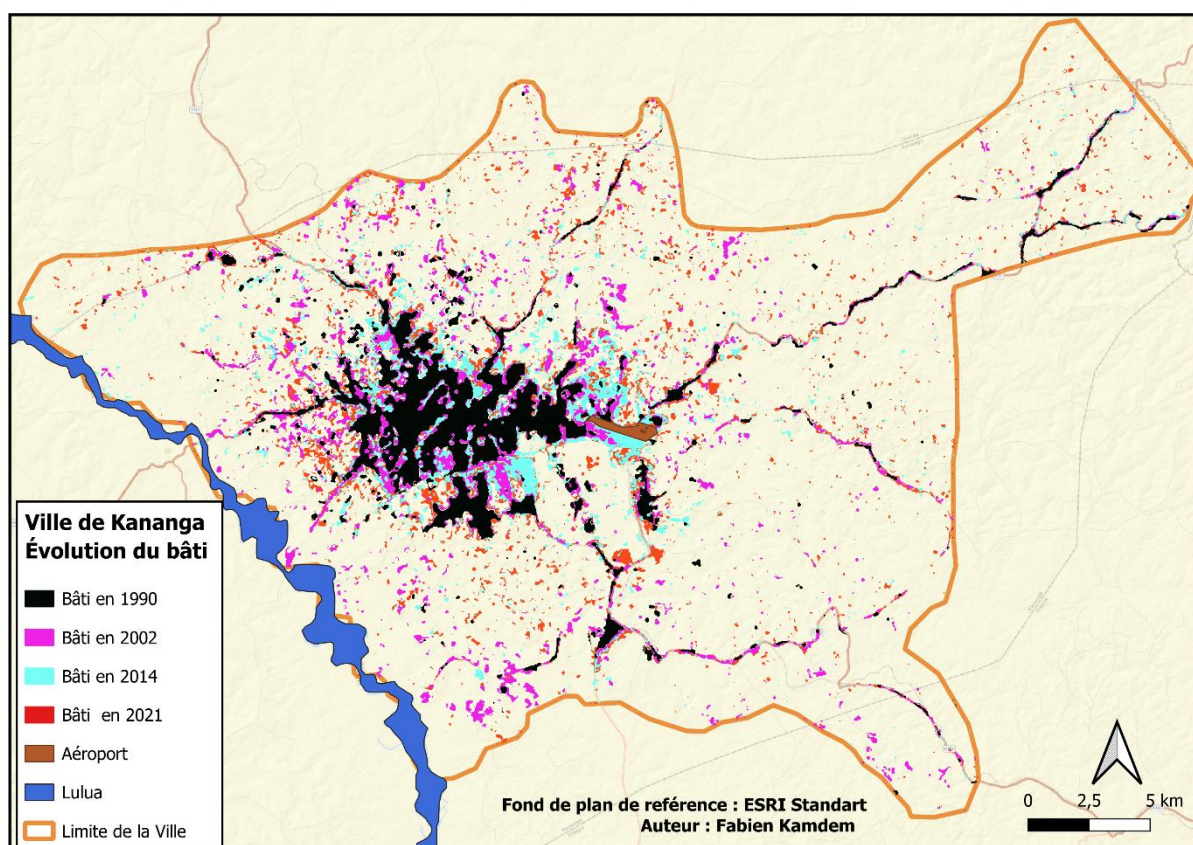 Ville de Kananga
Évolution du bâti
Bâti en 1990
Bâti en 2002
Bâti en 2014
Bâti en 2021
Aéroport
Lulua
Limite de la Ville
Fond de plan de reférence : ESRI Standart
Auteur : Fabien Kamdem
0 2,5 5 km